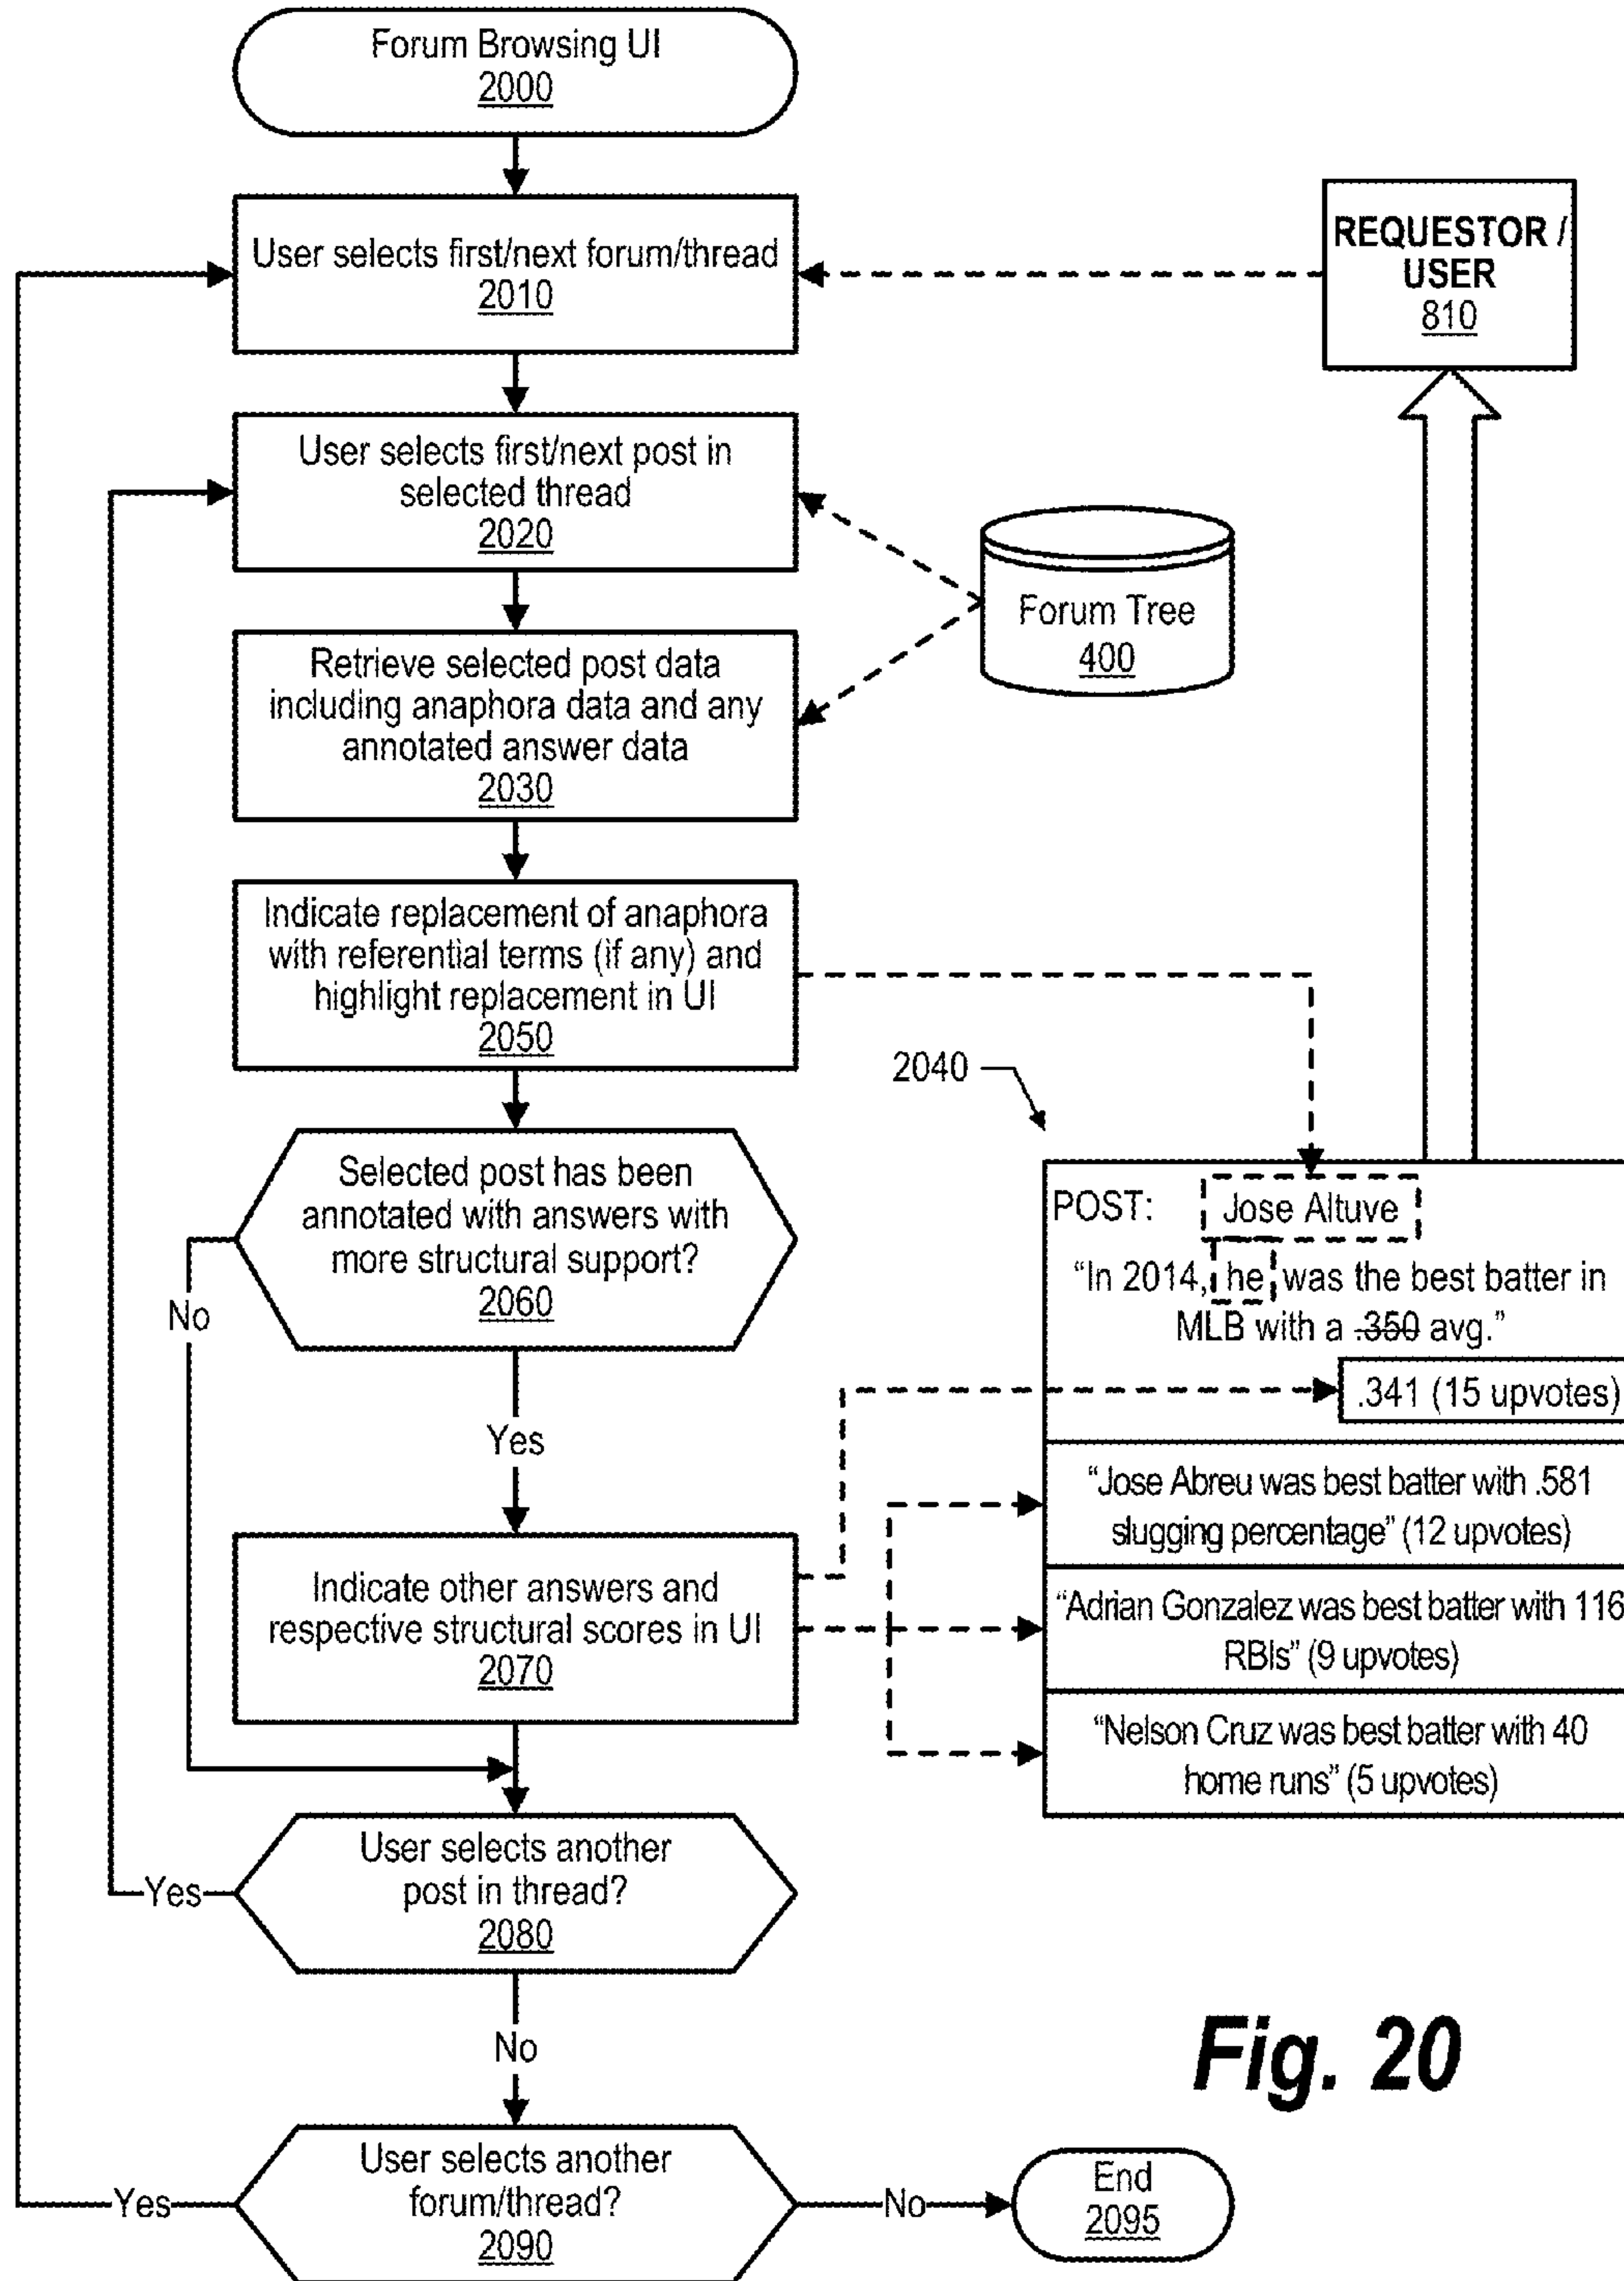 Forum Browsing UI
2000
User selects first/next forum/thread
2010
REQUESTOR /
USER
810
User selects first/next post in
selected thread
2020
Forum Tree
400
Retrieve selected post data
including anaphora data and any
annotated answer data
2030
Indicate replacement of anaphora
with referential terms (if any) and
highlight replacement in UI
2050
2040
Selected post has been
annotated with answers with
more structural support?
2060
No
Yes
POST:
Jose Altuve
“In 2014, he was the best batter in
MLB with a .350 avg.”
.341 (15 upvotes)
“Jose Abreu was best batter with .581
slugging percentage” (12 upvotes)
“Adrian Gonzalez was best batter with 116
RBIs” (9 upvotes)
“Nelson Cruz was best batter with 40
home runs” (5 upvotes)
Indicate other answers and
respective structural scores in UI
2070
User selects another
post in thread?
2080
Yes
No
User selects another
forum/thread?
2090
Yes
No
End
2095
Fig. 20